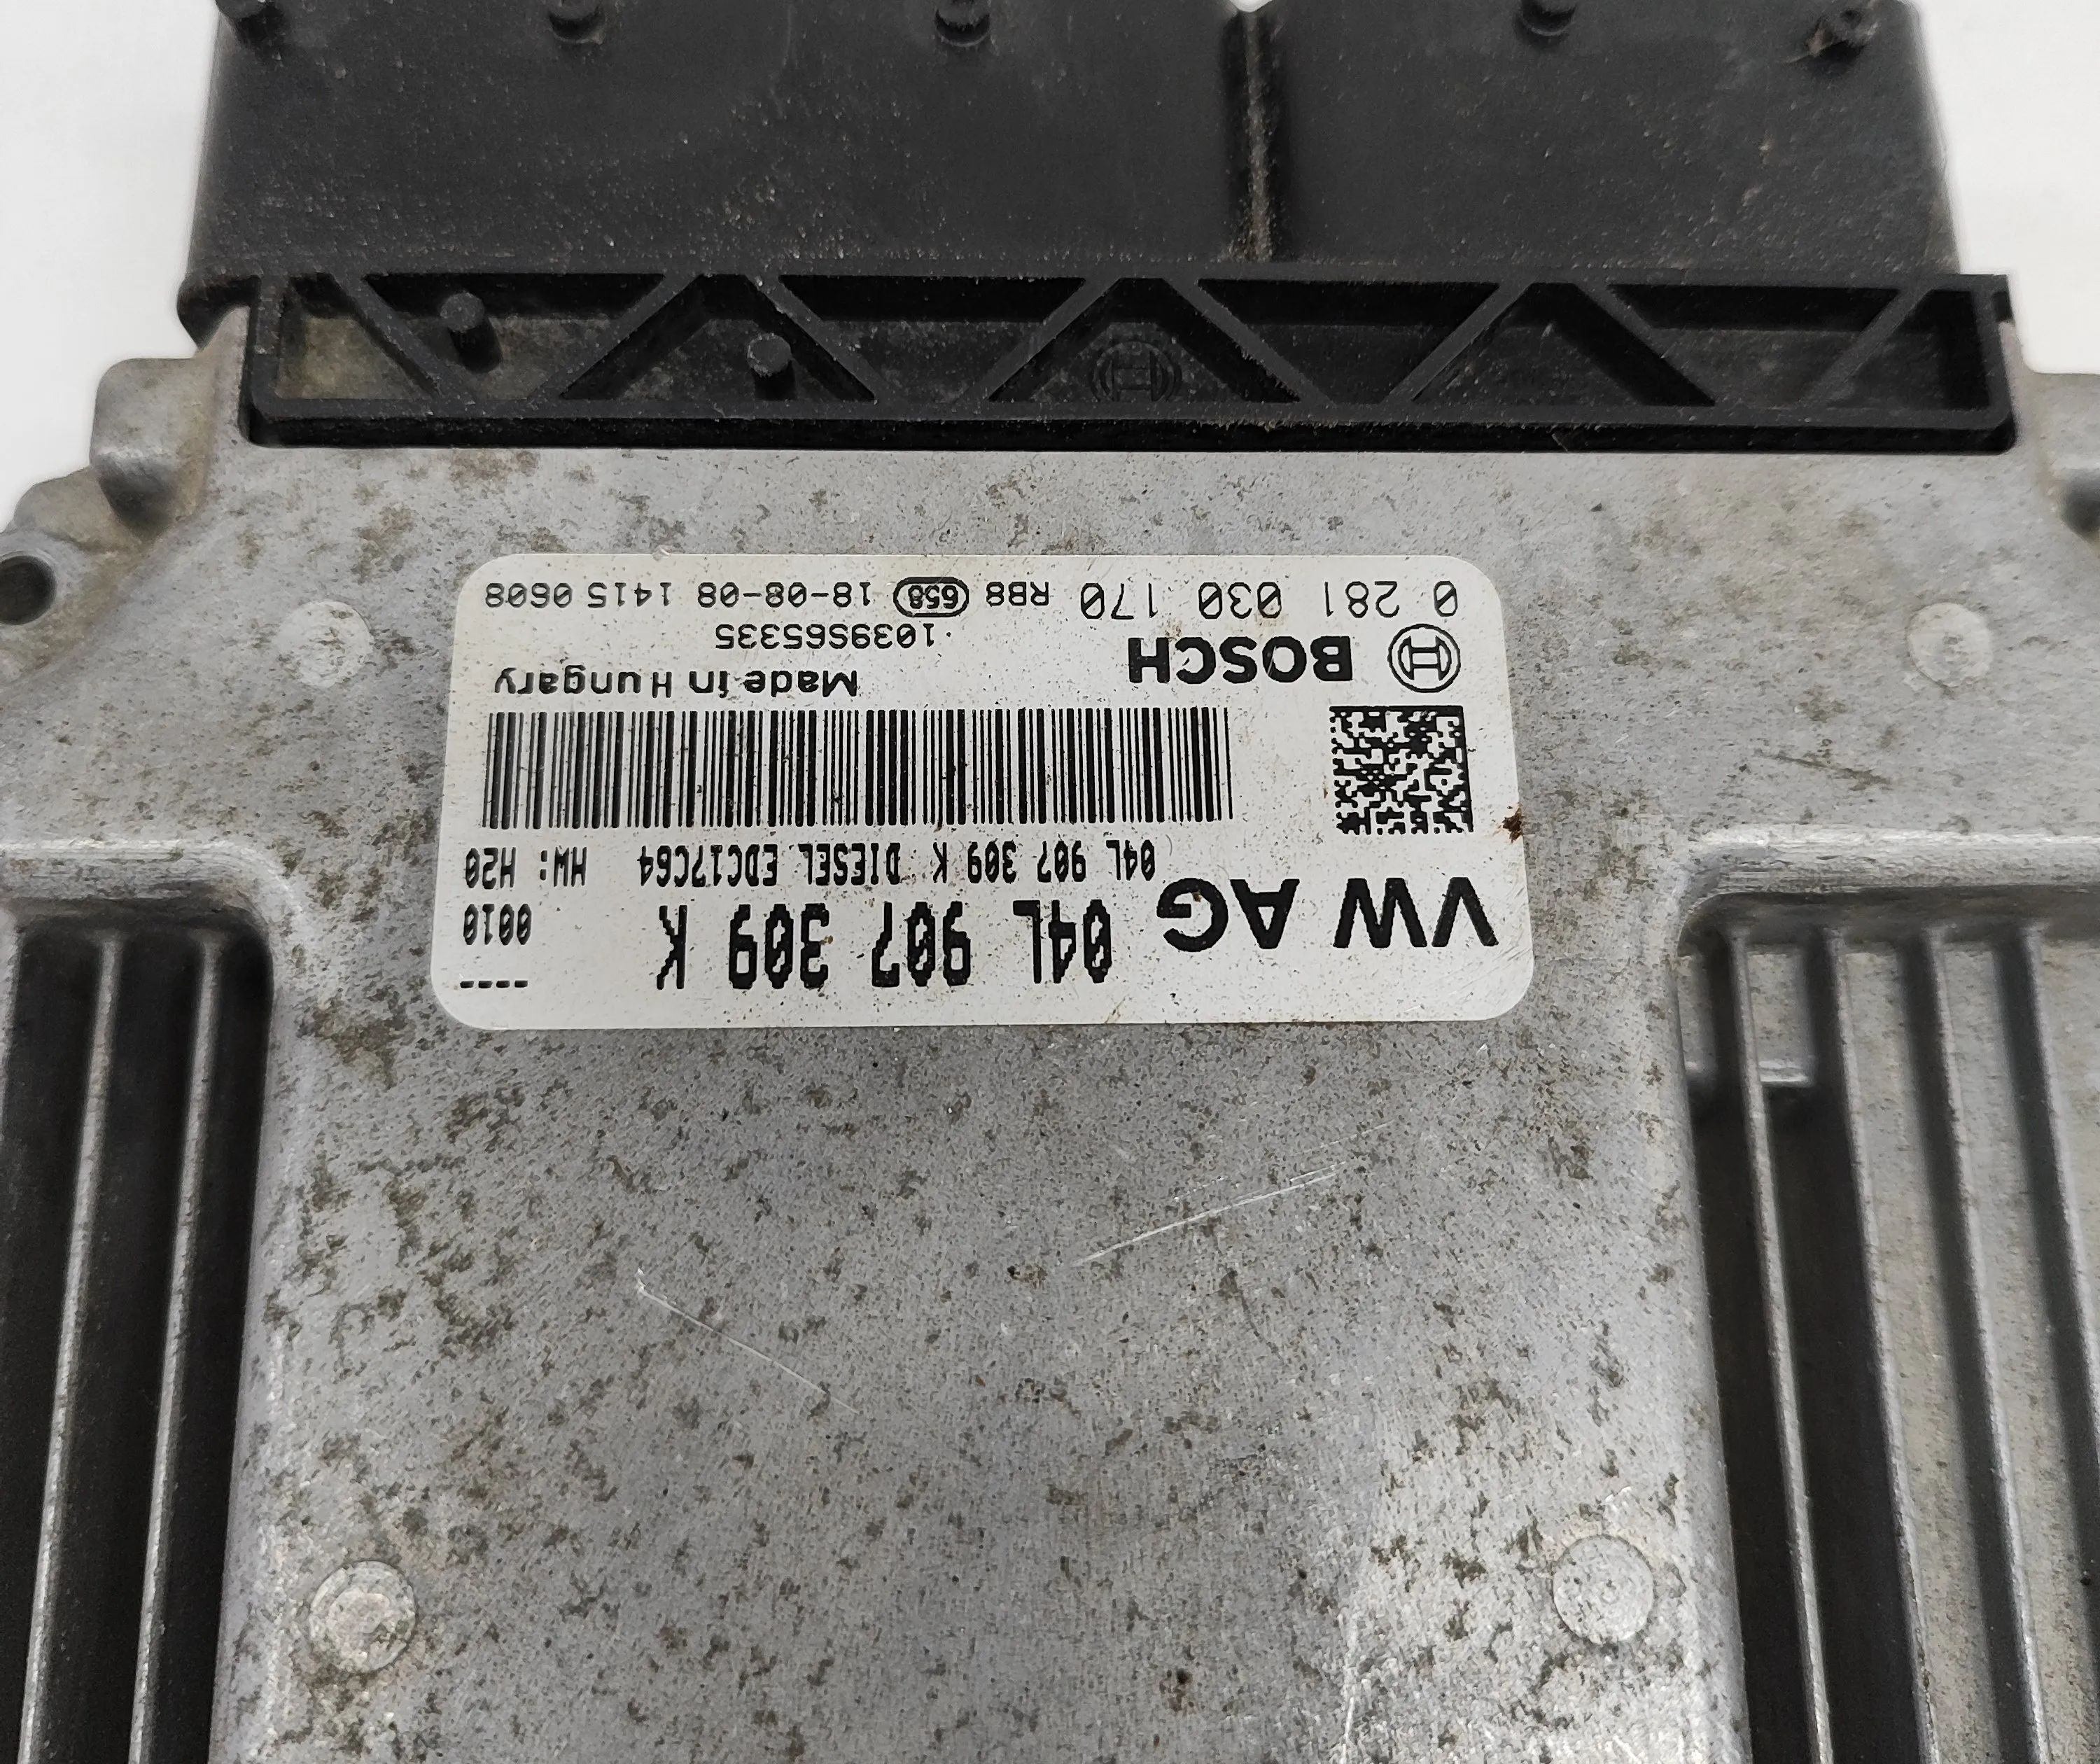 VW AG 04L 907 309 K ----
04L 907 309 K DIESEL EDC17C64 HW: H20 0010
Made in Hungary
BOSCH 1039S65335
0 281 030 170 RB8 658 18-08-08 1415 0608